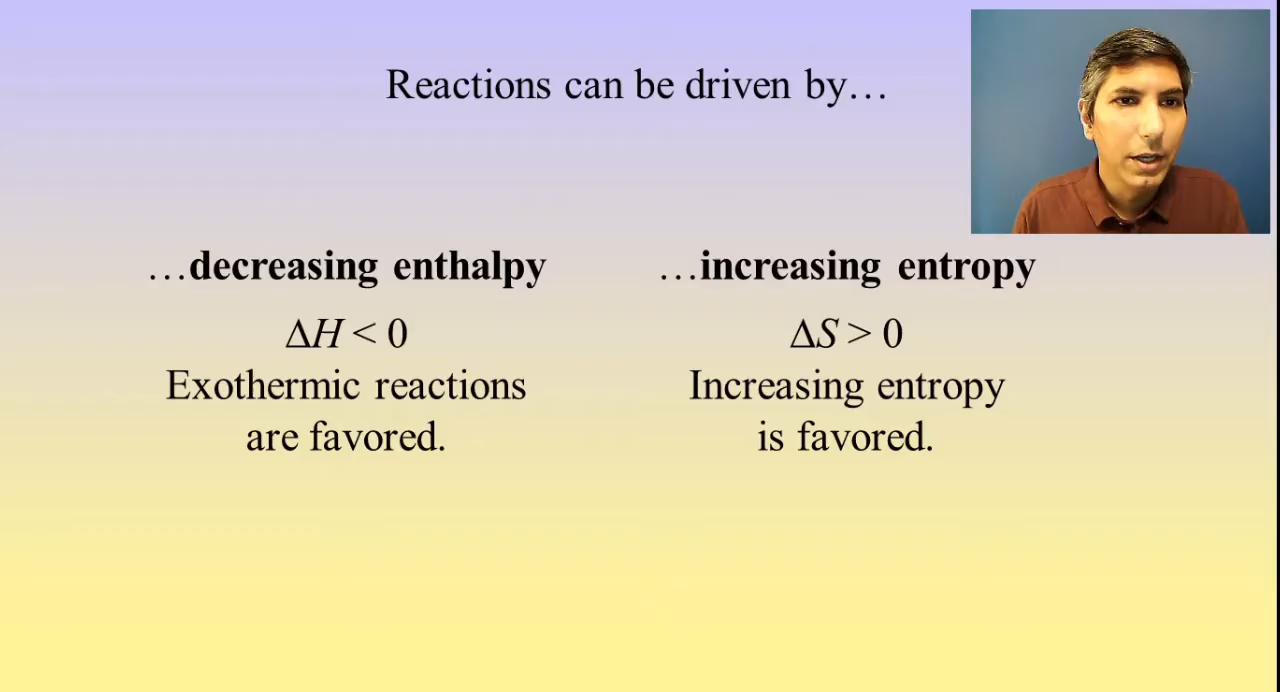 Reactions can be driven by…
…decreasing enthalpy
ΔH < 0
Exothermic reactions
are favored.
…increasing entropy
ΔS > 0
Increasing entropy
is favored.